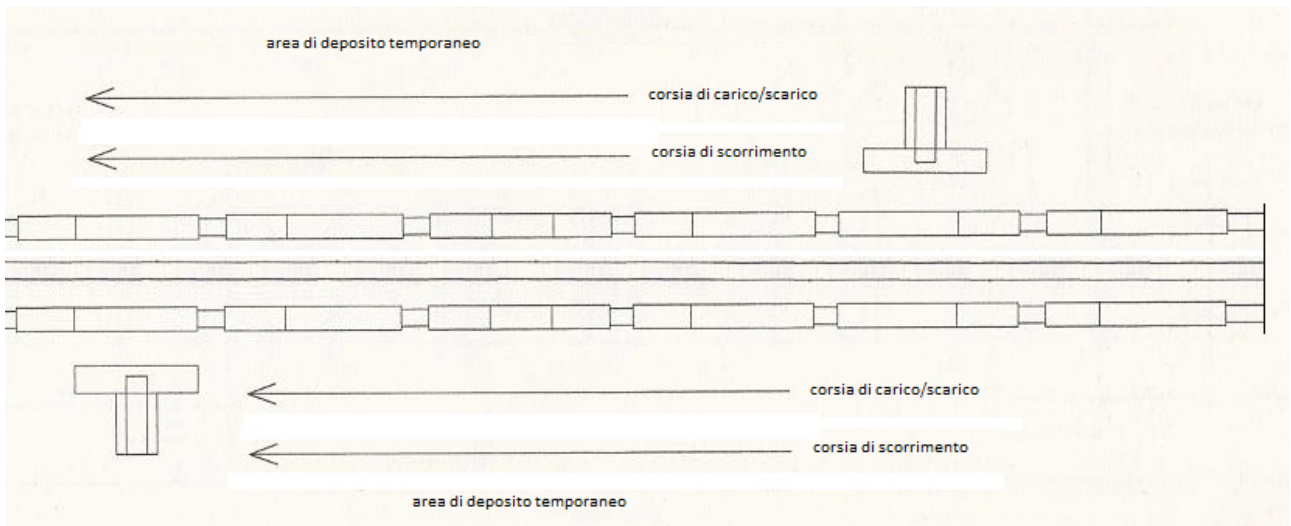 area di deposito temporaneo
corsia di carico/scarico
corsia di scorrimento
corsia di carico/scarico
corsia di scorrimento
area di deposito temporaneo